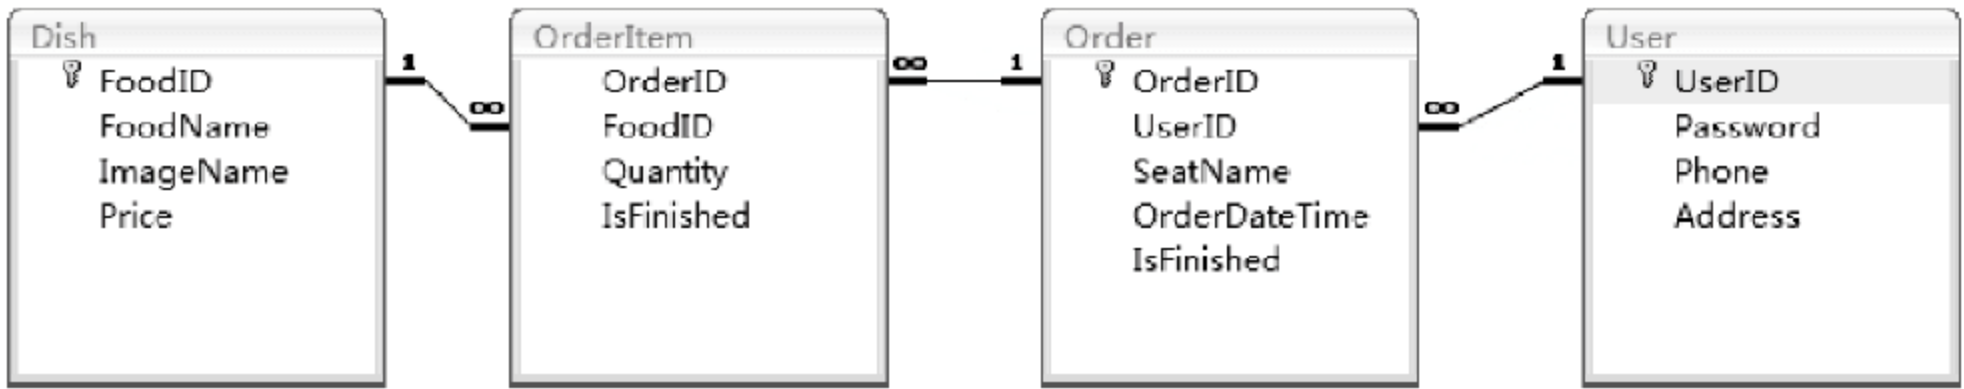 Dish
FoodID
FoodName
ImageName
Price
1
∞
OrderItem
OrderID
FoodID
Quantity
IsFinished
∞
1
Order
OrderID
UserID
SeatName
OrderDateTime
IsFinished
∞
1
User
UserID
Password
Phone
Address